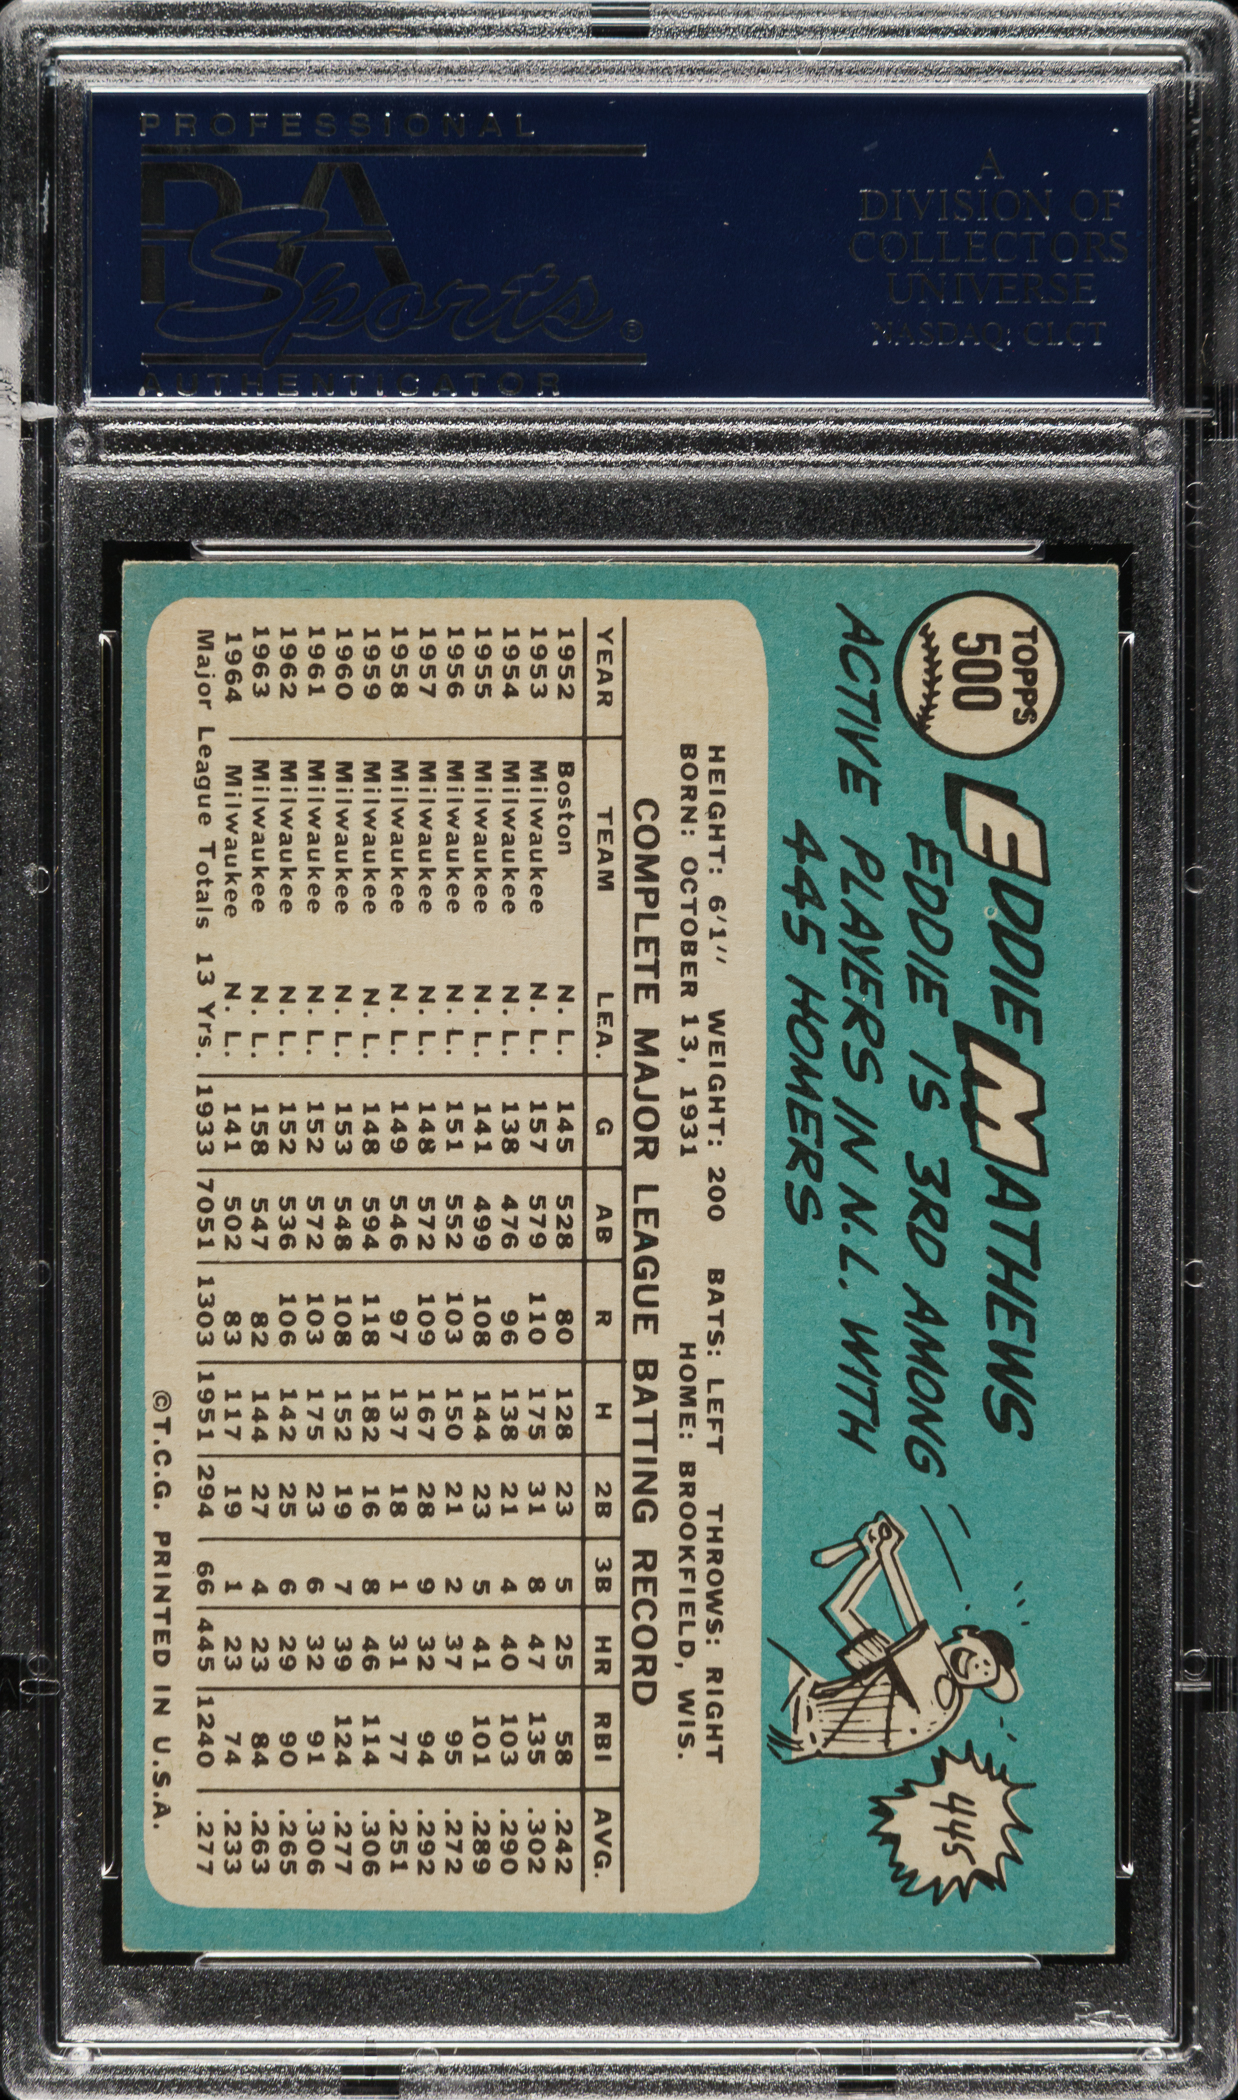 PROFESSIONAL
PSA
Sports®
AUTHENTICATOR
A
DIVISION OF
COLLECTORS
UNIVERSE
NASDAQ: CLCT
TOPPS
500
EDDIE MATHEWS
EDDIE IS 3RD AMONG
ACTIVE PLAYERS IN N.L. WITH
445 HOMERS
445
HEIGHT: 6'1" WEIGHT: 200 BATS: LEFT THROWS: RIGHT
BORN: OCTOBER 13, 1931 HOME: BROOKFIELD, WIS.
COMPLETE MAJOR LEAGUE BATTING RECORD
YEAR TEAM LEA. G AB R H 2B 3B HR RBI AVG.
1952 Boston N. L. 145 528 80 128 23 5 25 58 .242
1953 Milwaukee N. L. 157 579 110 175 31 8 47 135 .302
1954 Milwaukee N. L. 138 476 96 138 21 4 40 103 .290
1955 Milwaukee N. L. 141 499 108 144 23 5 41 101 .289
1956 Milwaukee N. L. 151 552 103 150 21 2 37 95 .272
1957 Milwaukee N. L. 148 572 109 167 28 9 32 94 .292
1958 Milwaukee N. L. 149 546 97 137 18 1 31 77 .251
1959 Milwaukee N. L. 148 594 118 182 16 8 46 114 .306
1960 Milwaukee N. L. 153 548 108 152 19 7 39 124 .277
1961 Milwaukee N. L. 152 572 103 175 23 6 32 91 .306
1962 Milwaukee N. L. 152 536 106 142 25 6 29 90 .265
1963 Milwaukee N. L. 158 547 82 144 27 4 23 84 .263
1964 Milwaukee N. L. 141 502 83 117 19 1 23 74 .233
Major League Totals 13 Yrs. 1933 7051 1303 1951 294 66 445 1240 .277
©T.C.G. PRINTED IN U.S.A.